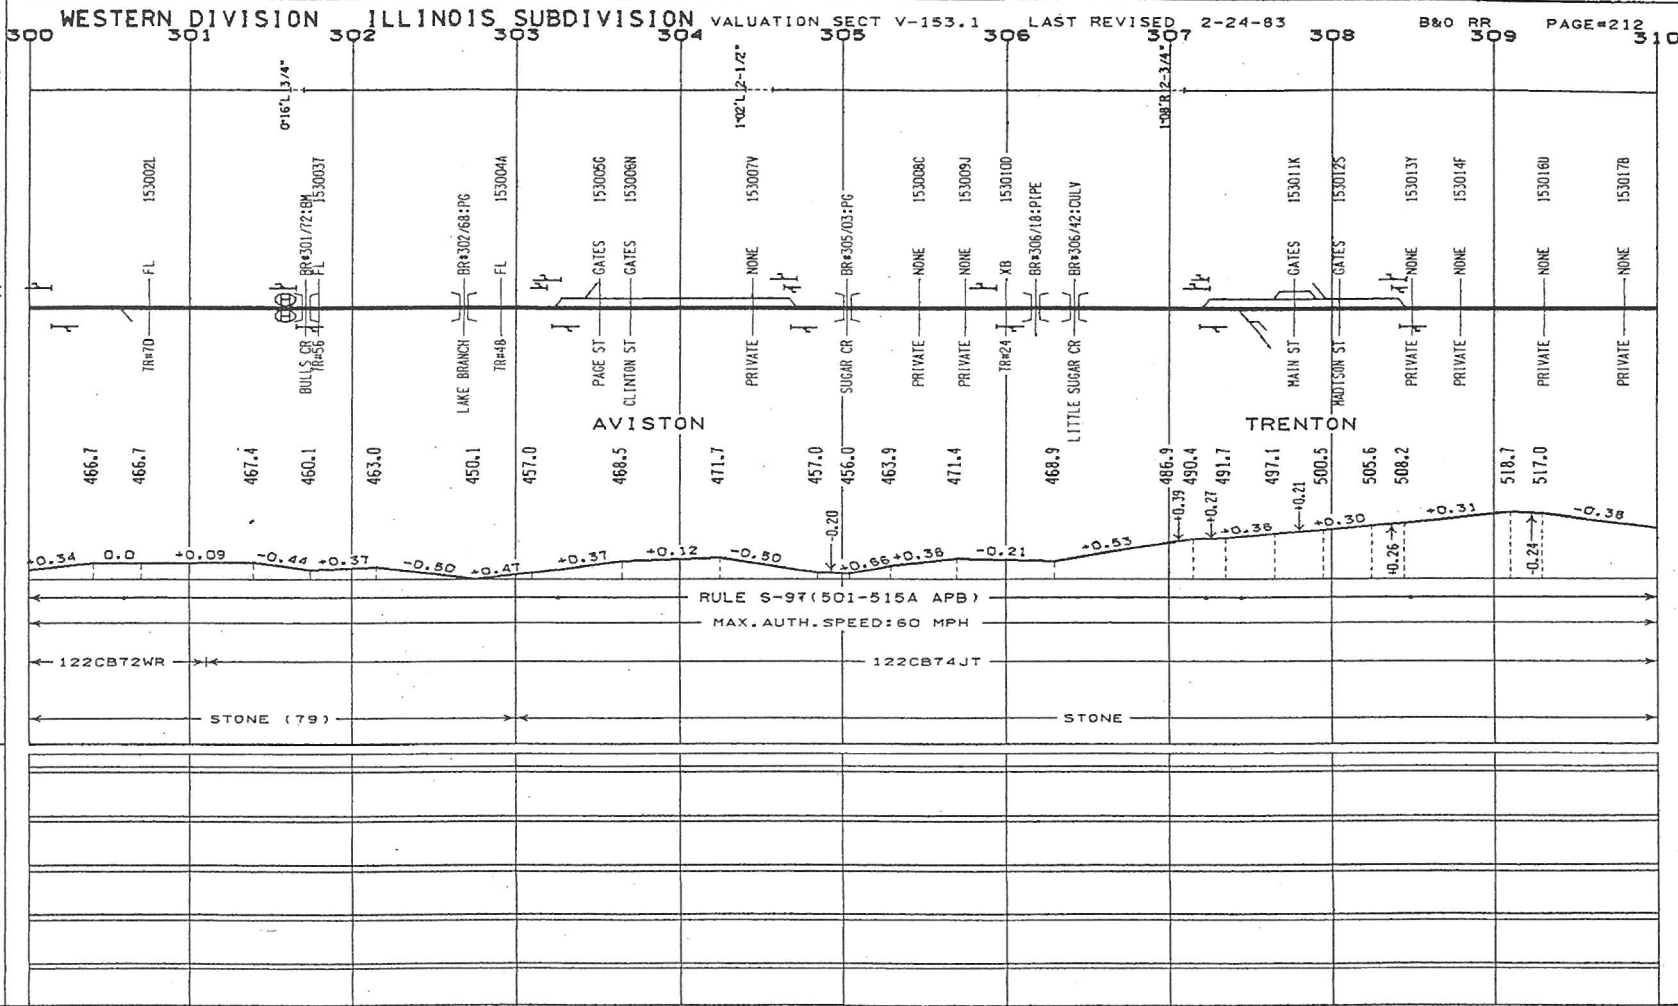 WESTERN DIVISION ILLINOIS SUBDIVISION VALUATION SECT V-153.1 LAST REVISED 2-24-83 B&O RR PAGE#212
300 301 302 303 304 305 306 307 308 309 310
0°16'L 3/4"
1°02'L 2-1/2"
1°08'R 2-3/4"
TR#70 FL 153002L
BULLS CR BR#301/72:BM
TR#56 FL 153003T
LAKE BRANCH BR#302/68:PG
TR#48 FL 153004A
PAGE ST GATES 153005G
CLINTON ST GATES 153006N
PRIVATE NONE 153007V
SUGAR CR BR#305/03:PG
PRIVATE NONE 153008C
PRIVATE NONE 153009J
TR#24 XB 153010D
BR#306/18:PIPE
LITTLE SUGAR CR BR#306/42:CULV
MAIN ST GATES 153011K
MADISON ST GATES 153012S
PRIVATE NONE 153013Y
PRIVATE NONE 153014F
PRIVATE NONE 153016U
PRIVATE NONE 153017B
AVISTON TRENTON
466.7 466.7 467.4 460.1 463.0 450.1 457.0 468.5 471.7 457.0 456.0 463.9 471.4 468.9 486.9 490.4 491.7 497.1 500.5 505.6 508.2 518.7 517.0
+0.34 0.0 +0.09 -0.44 +0.37 -0.50 +0.47 +0.37 +0.12 -0.50 -0.20 +0.66 +0.38 -0.21 +0.53 +0.39 +0.27 +0.36 +0.21 +0.30 +0.26 +0.31 -0.24 -0.38
RULE S-97(501-515A APB)
MAX.AUTH.SPEED:60 MPH
122CB72WR 122CB74JT
STONE (79) STONE